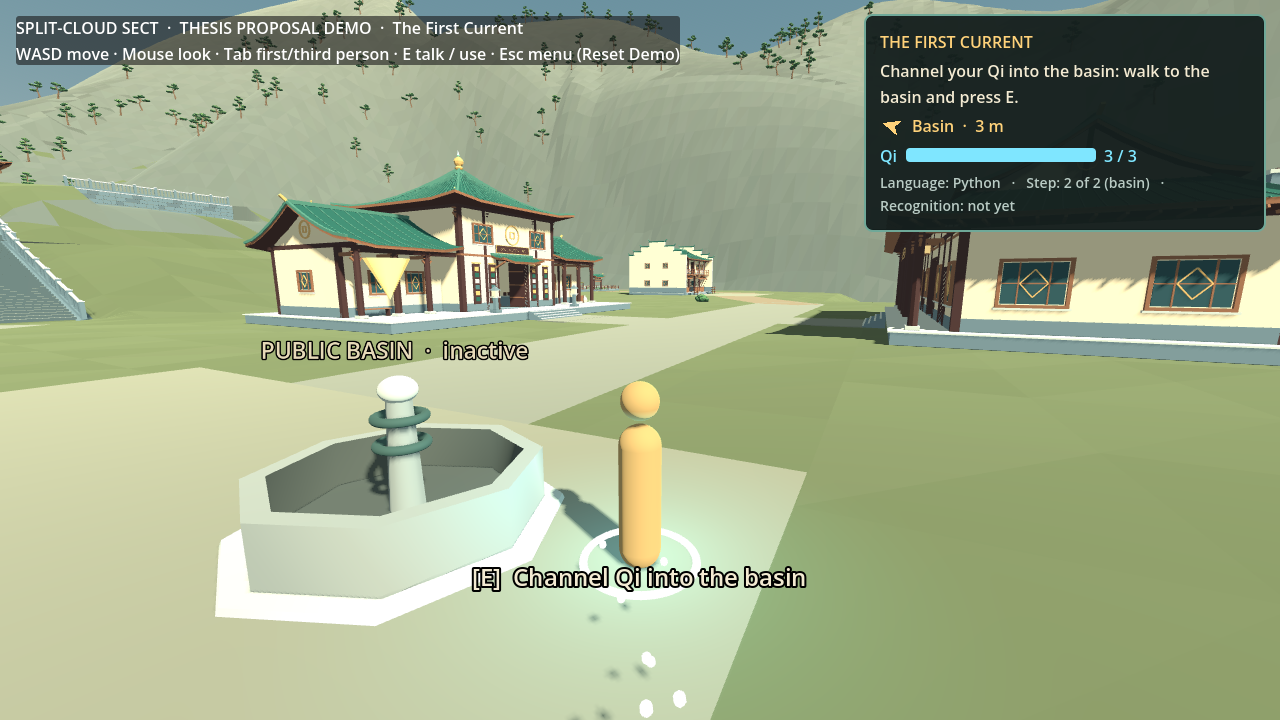 SPLIT-CLOUD SECT · THESIS PROPOSAL DEMO · The First Current
WASD move · Mouse look · Tab first/third person · E talk / use · Esc menu (Reset Demo)
THE FIRST CURRENT
Channel your Qi into the basin: walk to the
basin and press E.
Basin · 3 m
Qi 3 / 3
Language: Python · Step: 2 of 2 (basin) ·
Recognition: not yet
PUBLIC BASIN · inactive
[E] Channel Qi into the basin